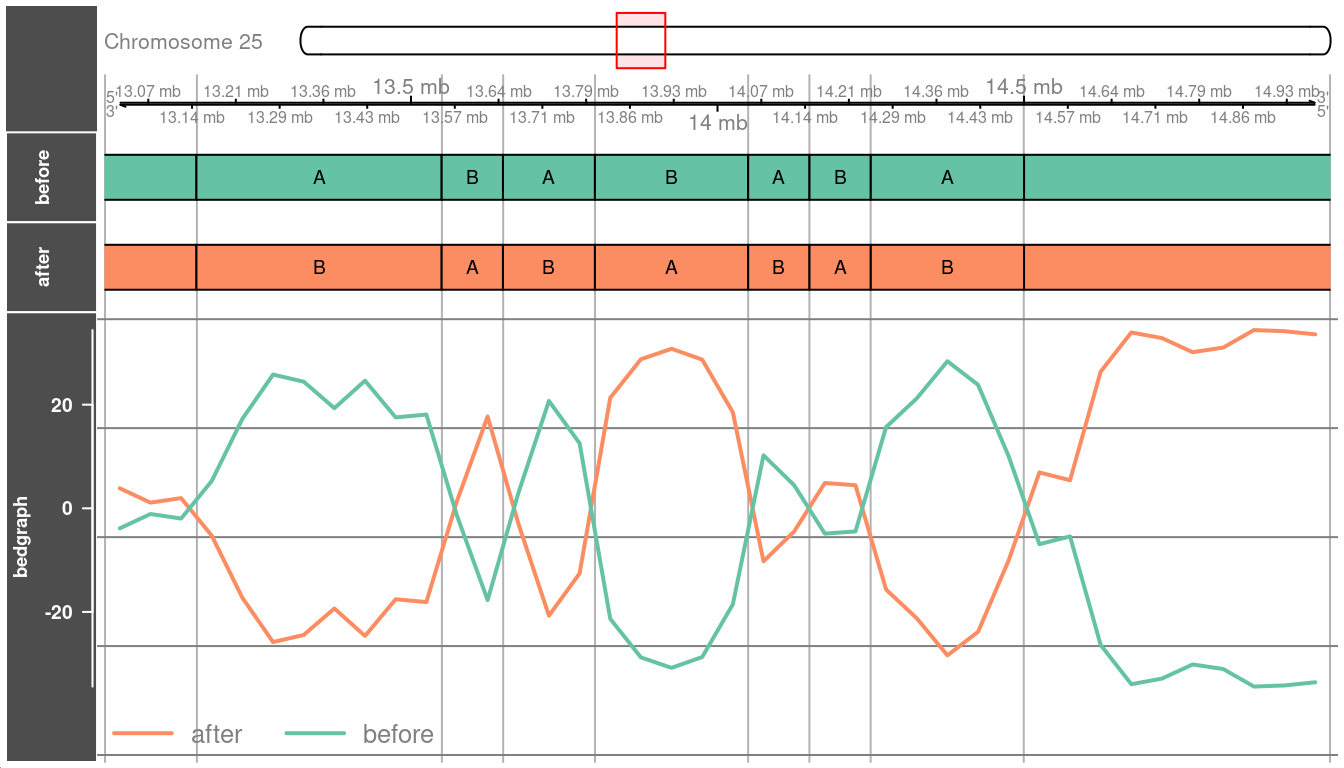 Chromosome 25
13.5 mb 14.5 mb
5' 13.07 mb 13.21 mb 13.36 mb 13.64 mb 13.79 mb 13.93 mb 14.07 mb 14.21 mb 14.36 mb 14.64 mb 14.79 mb 14.93 mb 3'
3' 13.14 mb 13.29 mb 13.43 mb 13.57 mb 13.71 mb 13.86 mb 14 mb 14.14 mb 14.29 mb 14.43 mb 14.57 mb 14.71 mb 14.86 mb 5'
before
A B A B A B A
after
B A B A B A B
bedgraph
20
0
-20
after before